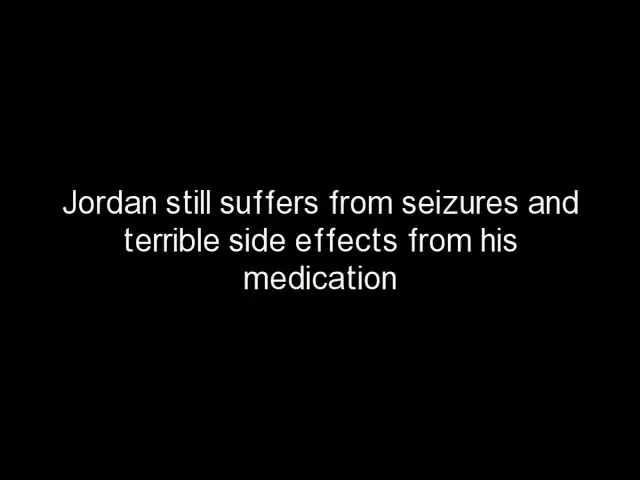 Jordan still suffers from seizures and
terrible side effects from his
medication